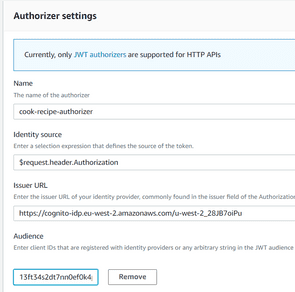 Authorizer settings
Currently, only JWT authorizers are supported for HTTP APIs
Name
The name of the authorizer
cook-recipe-authorizer
Identity source
Enter a selection expression that defines the source of the token.
$request.header.Authorization
Issuer URL
Enter the issuer URL of your identity provider, commonly found in the issuer field of the Authorization
https://cognito-idp.eu-west-2.amazonaws.com/u-west-2_28JB7oiPu
Audience
Enter client IDs that are registered with identity providers or any arbitrary string in the JWT audience
13ft34s2dt7nn0ef0k4
Remove